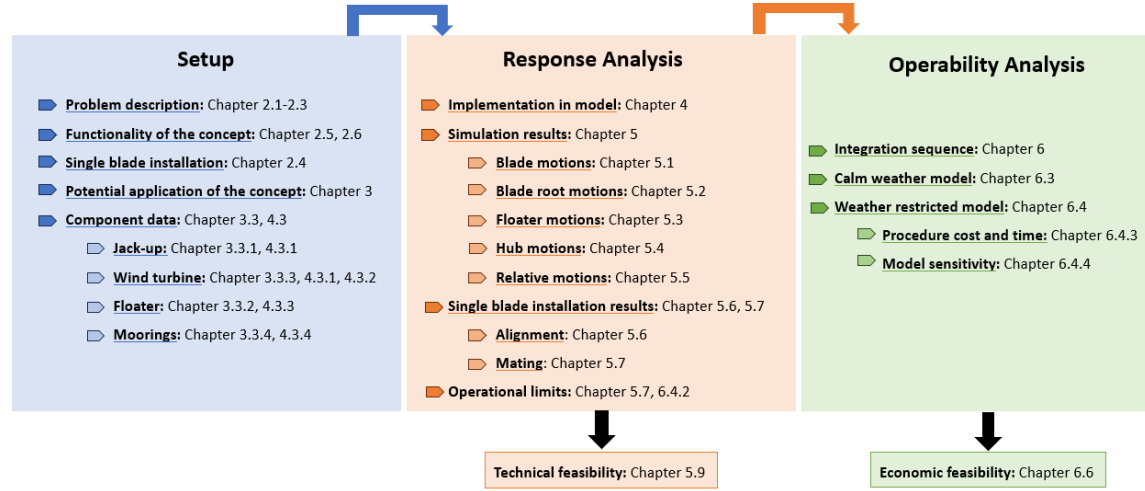 Setup
Problem description: Chapter 2.1-2.3
Functionality of the concept: Chapter 2.5, 2.6
Single blade installation: Chapter 2.4
Potential application of the concept: Chapter 3
Component data: Chapter 3.3, 4.3
Jack-up: Chapter 3.3.1, 4.3.1
Wind turbine: Chapter 3.3.3, 4.3.1, 4.3.2
Floater: Chapter 3.3.2, 4.3.3
Moorings: Chapter 3.3.4, 4.3.4
Response Analysis
Implementation in model: Chapter 4
Simulation results: Chapter 5
Blade motions: Chapter 5.1
Blade root motions: Chapter 5.2
Floater motions: Chapter 5.3
Hub motions: Chapter 5.4
Relative motions: Chapter 5.5
Single blade installation results: Chapter 5.6, 5.7
Alignment: Chapter 5.6
Mating: Chapter 5.7
Operational limits: Chapter 5.7, 6.4.2
Technical feasibility: Chapter 5.9
Operability Analysis
Integration sequence: Chapter 6
Calm weather model: Chapter 6.3
Weather restricted model: Chapter 6.4
Procedure cost and time: Chapter 6.4.3
Model sensitivity: Chapter 6.4.4
Economic feasibility: Chapter 6.6